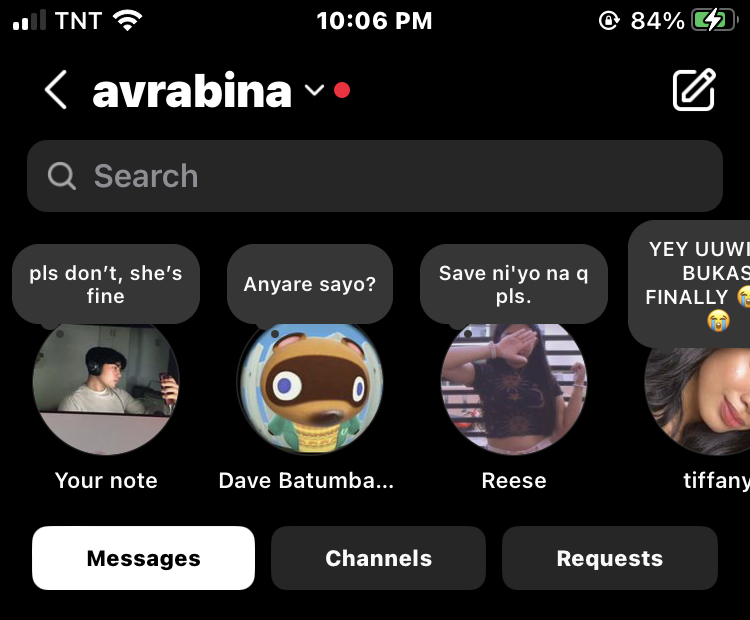 TNT 10:06 PM 84%
avrabina
Search
pls don't, she's
fine
Anyare sayo?
Save ni'yo na q
pls.
YEY UUWI
BUKAS
FINALLY 😭
😭
Your note
Dave Batumba...
Reese
tiffany
Messages
Channels
Requests